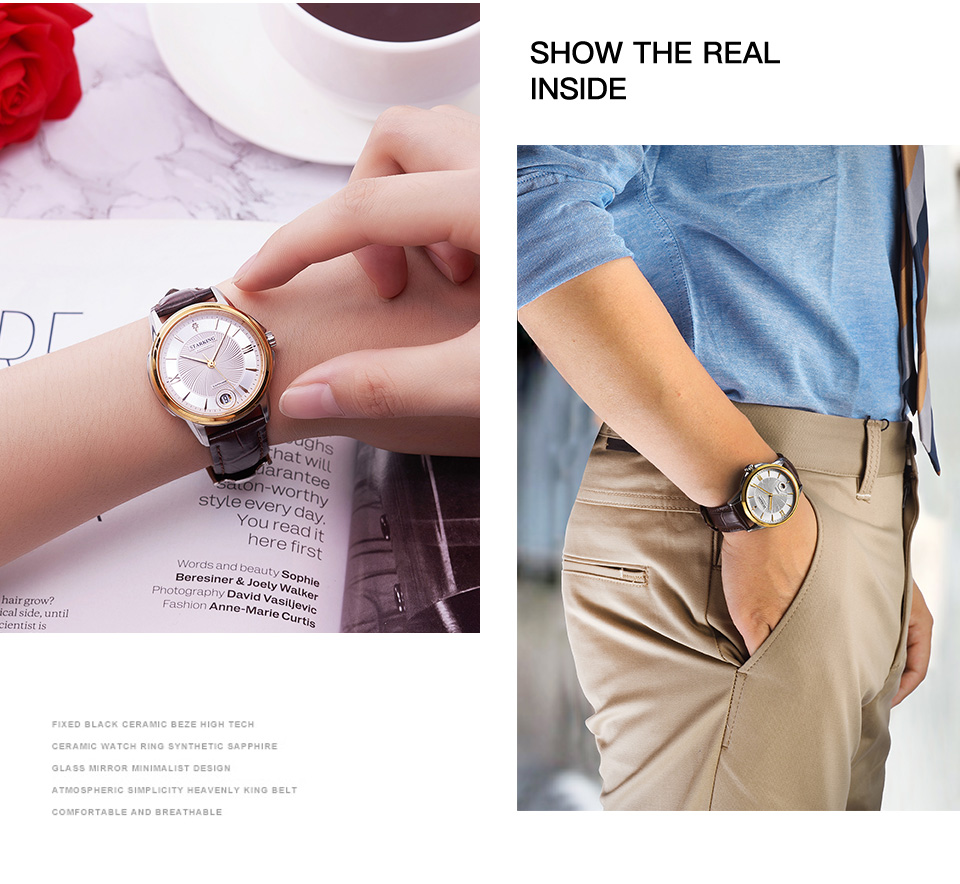 SHOW THE REAL
INSIDE
STARKING
DE
oughs
that will
guarantee
salon-worthy
style every day.
You read it
here first
Words and beauty Sophie
Beresiner & Joely Walker
Photography David Vasiljevic
Fashion Anne-Marie Curtis
hair grow?
ical side, until
cientist is
FIXED BLACK CERAMIC BEZE HIGH TECH
CERAMIC WATCH RING SYNTHETIC SAPPHIRE
GLASS MIRROR MINIMALIST DESIGN
ATMOSPHERIC SIMPLICITY HEAVENLY KING BELT
COMFORTABLE AND BREATHABLE